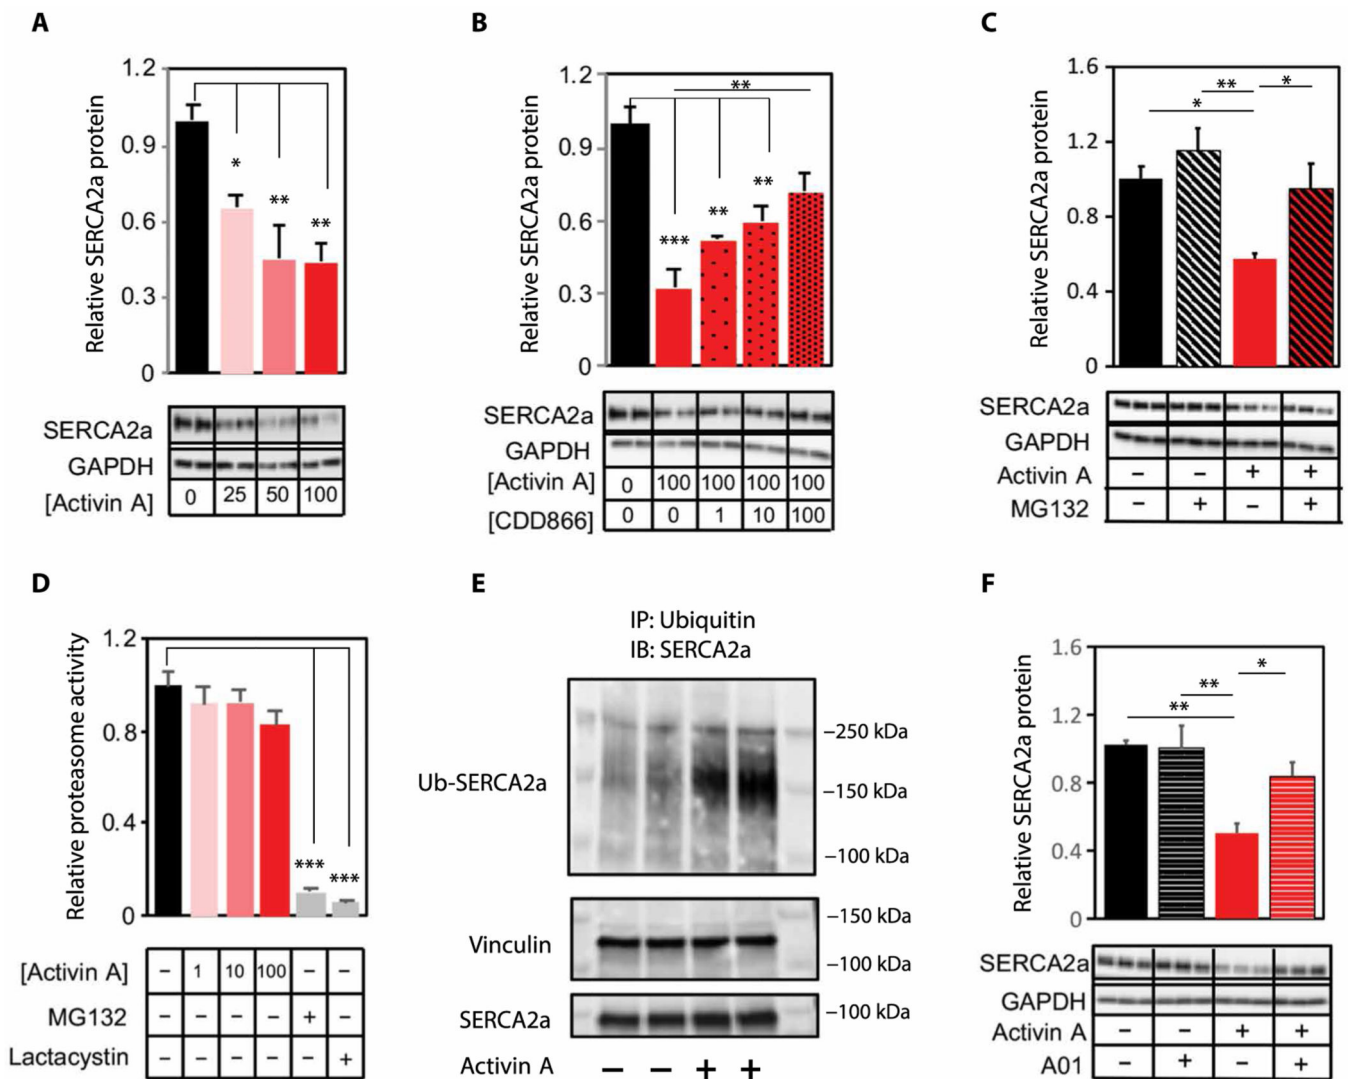 A
Relative SERCA2a protein
1.2
0.9
0.6
0.3
0
*
**
**
SERCA2a
GAPDH
[Activin A] 0 25 50 100
B
Relative SERCA2a protein
1.2
0.9
0.6
0.3
0
**
***
**
**
SERCA2a
GAPDH
[Activin A] 0 100 100 100 100
[CDD866] 0 0 1 10 100
C
Relative SERCA2a protein
1.6
1.2
0.8
0.4
0
** *
*
SERCA2a
GAPDH
Activin A – – + +
MG132 – + – +
D
Relative proteasome activity
1.2
0.8
0.4
0
***
***
[Activin A] – 1 10 100 – –
MG132 – – – – + –
Lactacystin – – – – – +
E
IP: Ubiquitin
IB: SERCA2a
Ub-SERCA2a
–250 kDa
–150 kDa
–100 kDa
Vinculin
–150 kDa
–100 kDa
SERCA2a
–100 kDa
Activin A – – + +
F
Relative SERCA2a protein
1.6
1.2
0.8
0.4
0
*
**
**
SERCA2a
GAPDH
Activin A – – + +
A01 – + – +